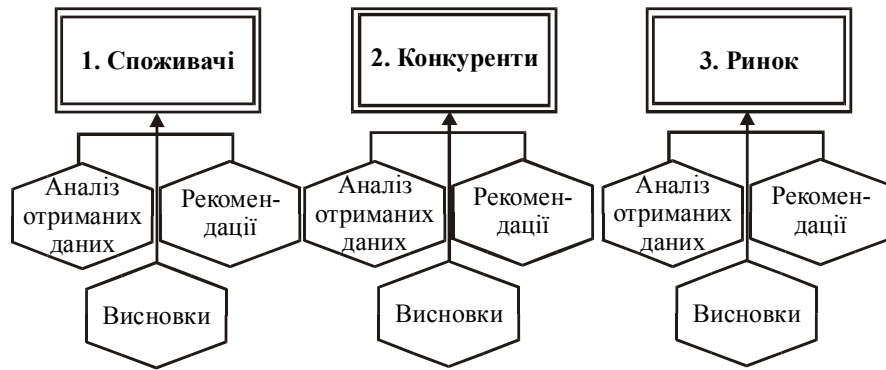 1. Споживачі
2. Конкуренти
3. Ринок
Аналіз
отриманих
даних
Рекомен-
дації
Аналіз
отриманих
даних
Рекомен-
дації
Аналіз
отриманих
даних
Рекомен-
дації
Висновки
Висновки
Висновки